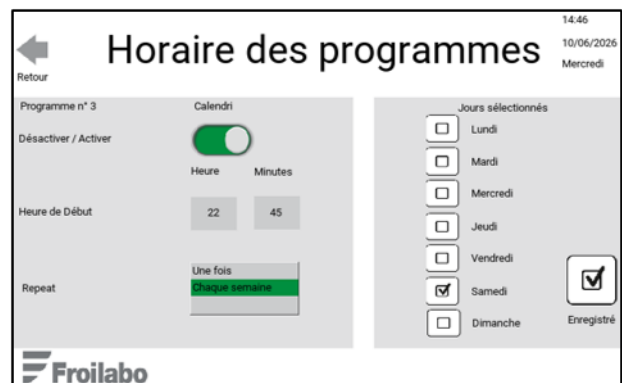 14:46
10/06/2026
Mercredi
Horaire des programmes
Retour
Programme n° 3
Calendri
Désactiver / Activer
Heure
Minutes
Heure de Début
22
45
Repeat
Une fois
Chaque semaine
Jours sélectionnés
Lundi
Mardi
Mercredi
Jeudi
Vendredi
Samedi
Dimanche
Enregistré
Froilabo